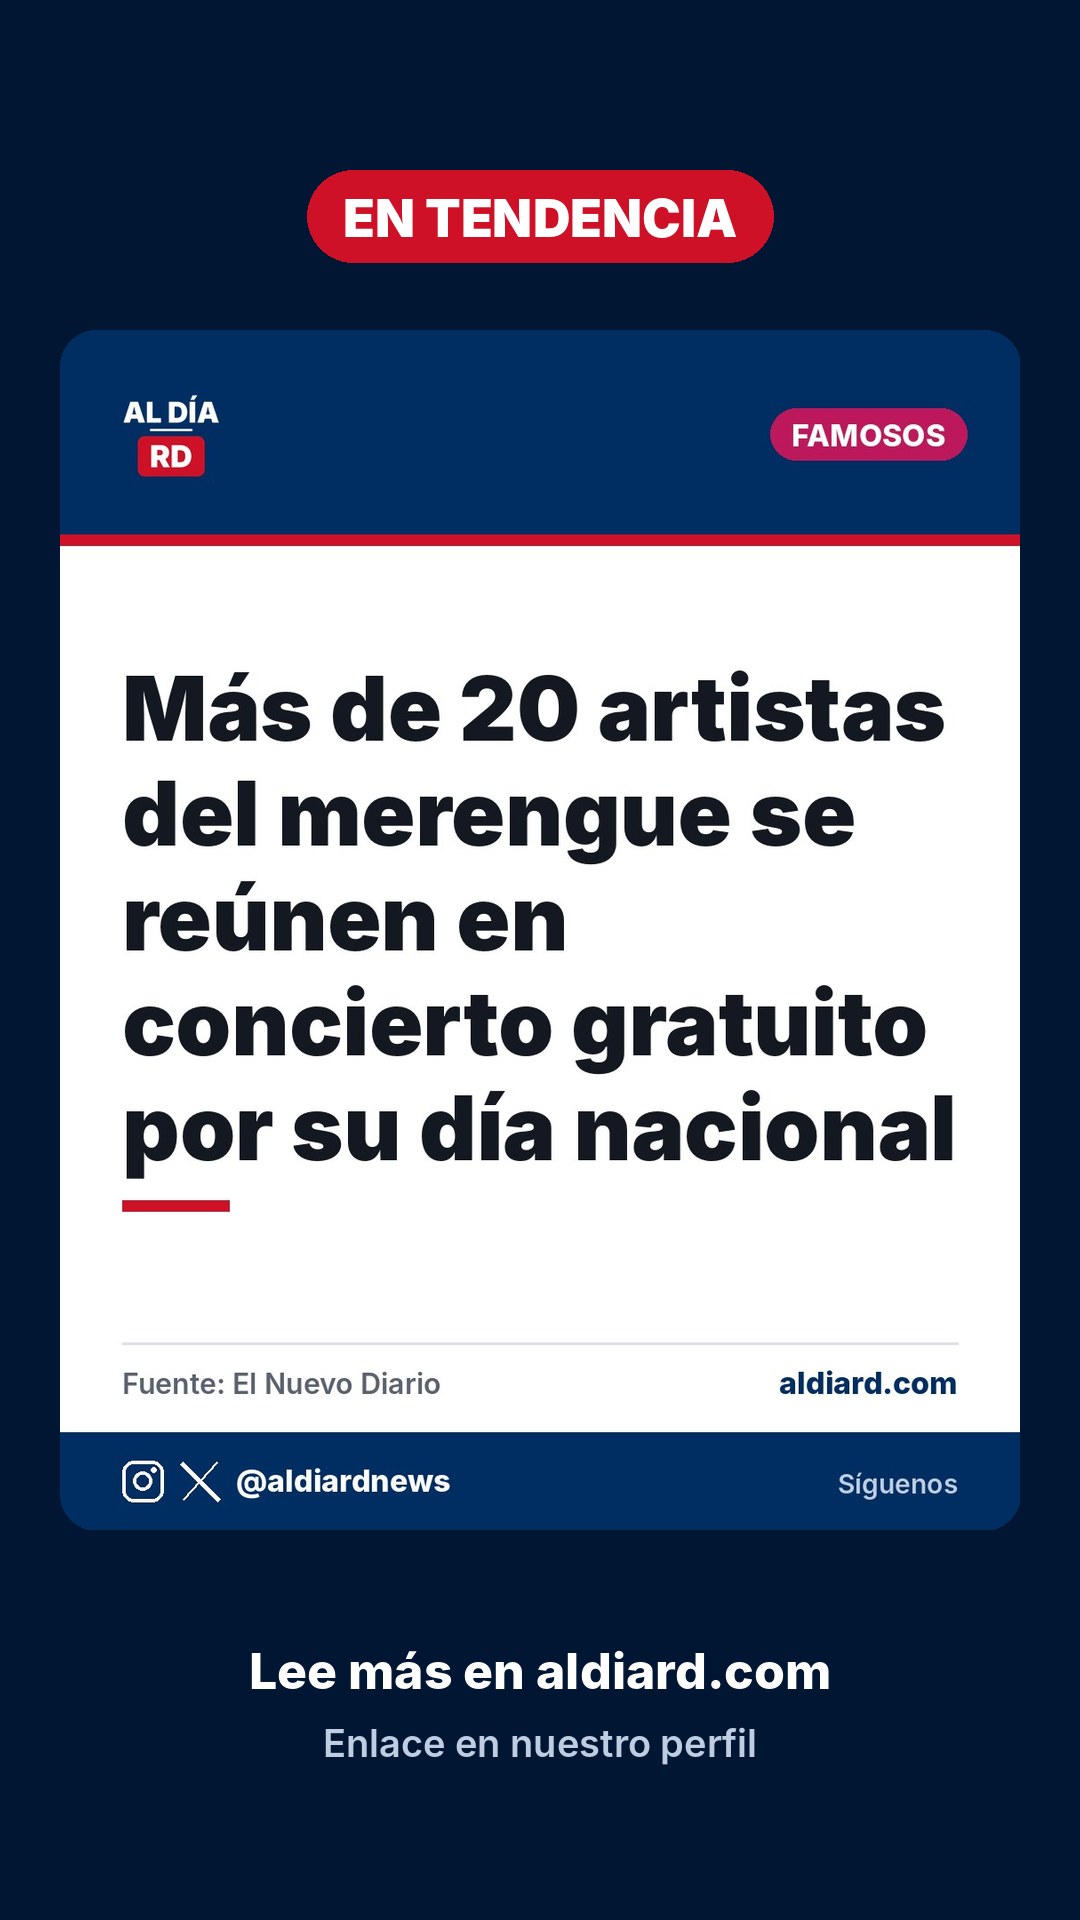 EN TENDENCIA
AL DÍA
RD
FAMOSOS
Más de 20 artistas
del merengue se
reúnen en
concierto gratuito
por su día nacional
Fuente: El Nuevo Diario
aldiard.com
@aldiardnews
Síguenos
Lee más en aldiard.com
Enlace en nuestro perfil